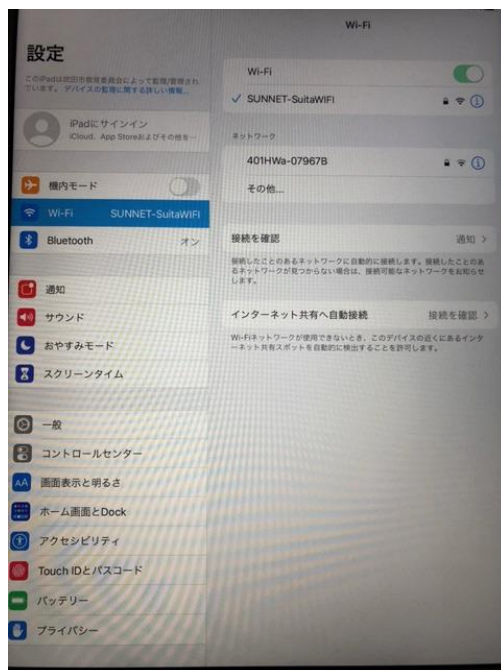 Wi-Fi
設定
このiPadは吹田市教育委員会によって監理/管理され
ています。デバイスの監理に関する詳しい情報...
iPadにサインイン
iCloud、App Storeおよびその他を…
機内モード
Wi-Fi SUNNET-SuitaWIFI
Bluetooth オン
通知
サウンド
おやすみモード
スクリーンタイム
一般
コントロールセンター
AA 画面表示と明るさ
ホーム画面とDock
アクセシビリティ
Touch IDとパスコード
バッテリー
プライバシー
Wi-Fi
SUNNET-SuitaWIFI
ネットワーク
401HWa-07967B
その他...
接続を確認 通知
接続したことのあるネットワークに自動的に接続します。接続したことのあ
るネットワークが見つからない場合は、接続可能なネットワークをお知らせ
します。
インターネット共有へ自動接続 接続を確認
Wi-Fiネットワークが使用できないとき、このデバイスの近くにあるインタ
ーネット共有スポットを自動的に検出することを許可します。